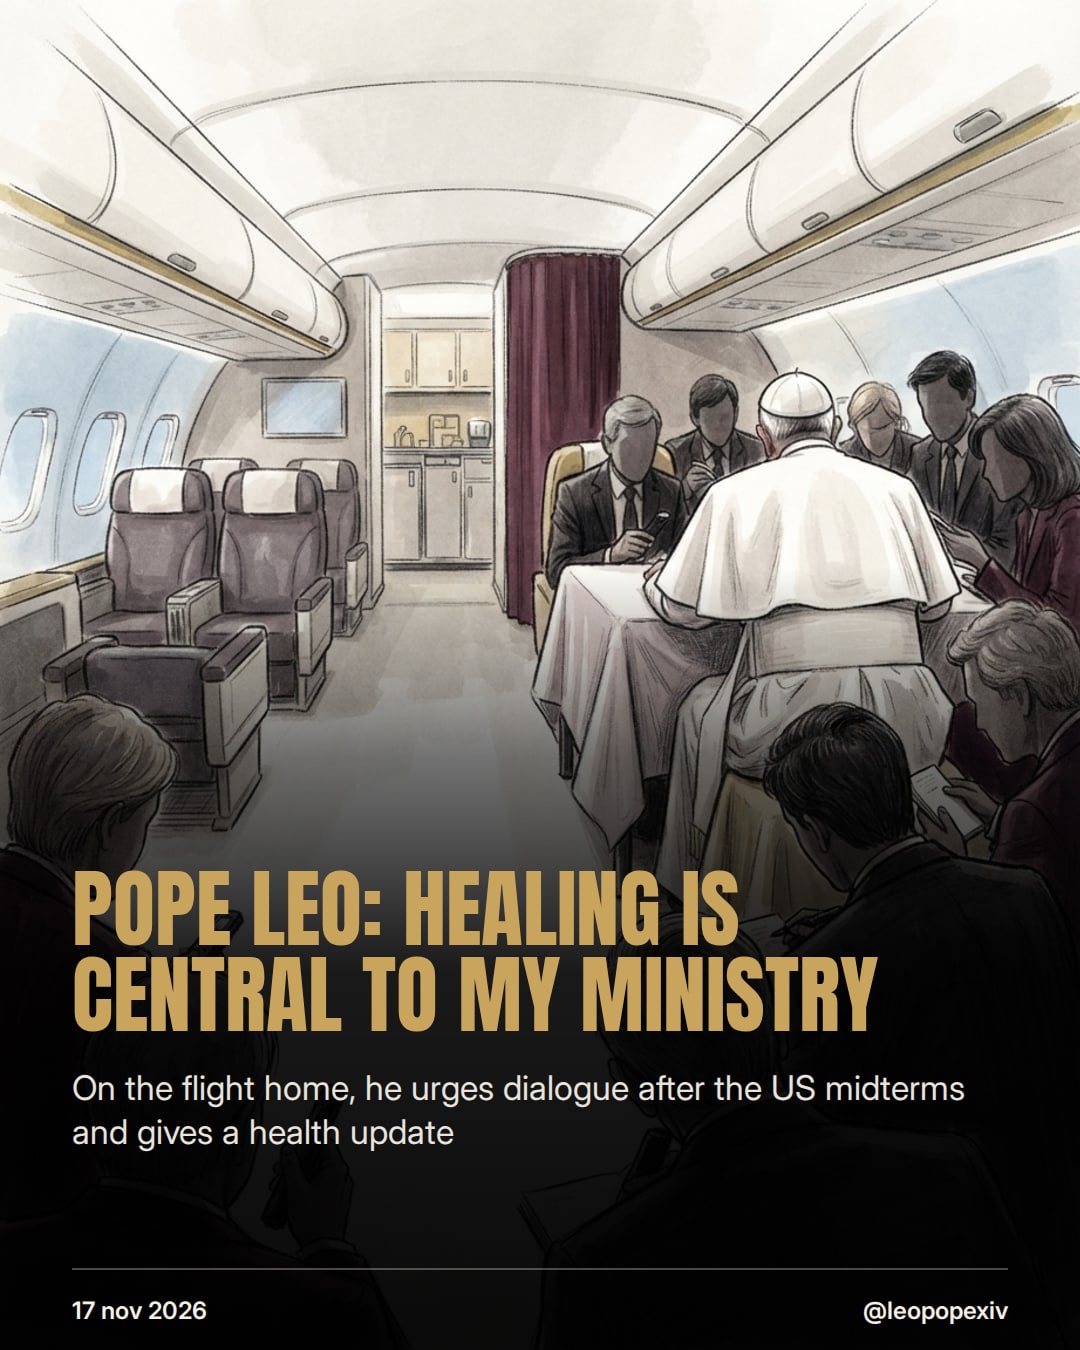 POPE LEO: HEALING IS
CENTRAL TO MY MINISTRY
On the flight home, he urges dialogue after the US midterms
and gives a health update
17 nov 2026
@leopopexiv